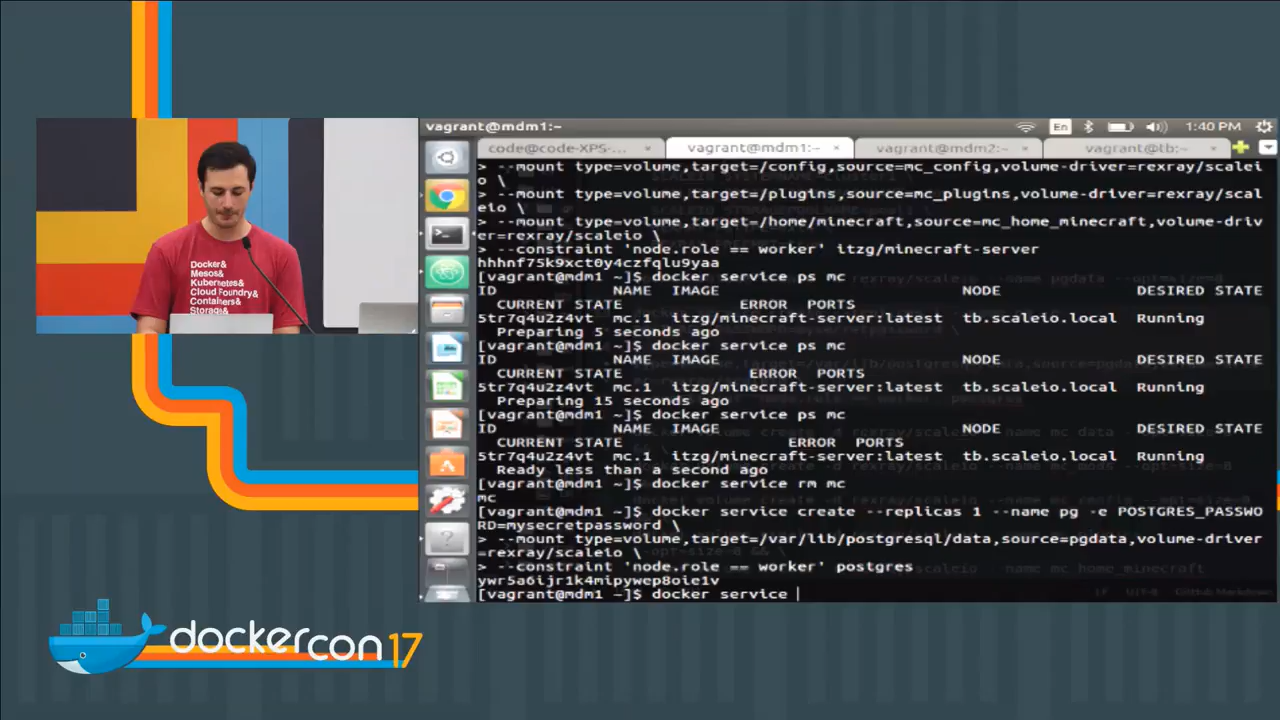 vagrant@mdm1:~
En
1:40 PM
code@code-XPS-...
vagrant@mdm1:~
vagrant@mdm2:~
vagrant@tb:~
> --mount type=volume,target=/config,source=mc_config,volume-driver=rexray/scalei
o \
> --mount type=volume,target=/plugins,source=mc_plugins,volume-driver=rexray/scal
eio \
> --mount type=volume,target=/home/minecraft,source=mc_home_minecraft,volume-driv
er=rexray/scaleio \
> --constraint 'node.role == worker' itzg/minecraft-server
hhhnf75k9xct0y4czfqlu9yaa
[vagrant@mdm1 ~]$ docker service ps mc
ID NAME IMAGE NODE DESIRED STATE
CURRENT STATE ERROR PORTS
5tr7q4u2z4vt mc.1 itzg/minecraft-server:latest tb.scaleio.local Running
Preparing 5 seconds ago
[vagrant@mdm1 ~]$ docker service ps mc
ID NAME IMAGE NODE DESIRED STATE
CURRENT STATE ERROR PORTS
5tr7q4u2z4vt mc.1 itzg/minecraft-server:latest tb.scaleio.local Running
Preparing 15 seconds ago
[vagrant@mdm1 ~]$ docker service ps mc
ID NAME IMAGE NODE DESIRED STATE
CURRENT STATE ERROR PORTS
5tr7q4u2z4vt mc.1 itzg/minecraft-server:latest tb.scaleio.local Running
Ready less than a second ago
[vagrant@mdm1 ~]$ docker service rm mc
mc
[vagrant@mdm1 ~]$ docker service create --replicas 1 --name pg -e POSTGRES_PASSWO
RD=mysecretpassword \
> --mount type=volume,target=/var/lib/postgresql/data,source=pgdata,volume-driver
=rexray/scaleio \
> --constraint 'node.role == worker' postgres
ywr5a6ijr1k4mipywep8oie1v
[vagrant@mdm1 ~]$ docker service
Docker&
Mesos&
Kubernetes&
Cloud Foundry&
Containers&
Storage&
dockercon 17